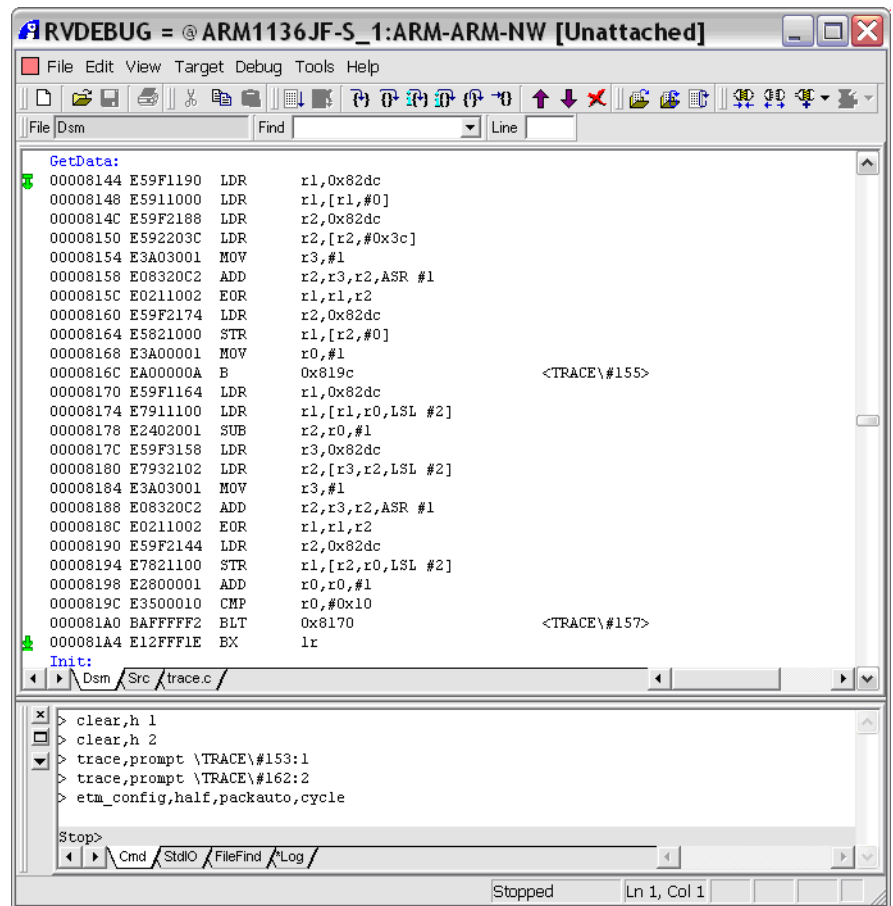 RVDEBUG = @ ARM1136JF-S_1:ARM-ARM-NW [Unattached]
File Edit View Target Debug Tools Help
File Dsm Find Line
GetData:
00008144 E59F1190 LDR r1,0x82dc
00008148 E5911000 LDR r1,[r1,#0]
0000814C E59F2188 LDR r2,0x82dc
00008150 E592203C LDR r2,[r2,#0x3c]
00008154 E3A03001 MOV r3,#1
00008158 E08320C2 ADD r2,r3,r2,ASR #1
0000815C E0211002 EOR r1,r1,r2
00008160 E59F2174 LDR r2,0x82dc
00008164 E5821000 STR r1,[r2,#0]
00008168 E3A00001 MOV r0,#1
0000816C EA00000A B 0x819c <TRACE\#155>
00008170 E59F1164 LDR r1,0x82dc
00008174 E7911100 LDR r1,[r1,r0,LSL #2]
00008178 E2402001 SUB r2,r0,#1
0000817C E59F3158 LDR r3,0x82dc
00008180 E7932102 LDR r2,[r3,r2,LSL #2]
00008184 E3A03001 MOV r3,#1
00008188 E08320C2 ADD r2,r3,r2,ASR #1
0000818C E0211002 EOR r1,r1,r2
00008190 E59F2144 LDR r2,0x82dc
00008194 E7821100 STR r1,[r2,r0,LSL #2]
00008198 E2800001 ADD r0,r0,#1
0000819C E3500010 CMP r0,#0x10
000081A0 BAFFFFF2 BLT 0x8170 <TRACE\#157>
000081A4 E12FFF1E BX lr
Init:
Dsm Src trace.c
> clear,h 1
> clear,h 2
> trace,prompt \TRACE\#153:1
> trace,prompt \TRACE\#162:2
> etm_config,half,packauto,cycle
Stop>
Cmd StdIO FileFind *Log
Stopped Ln 1, Col 1